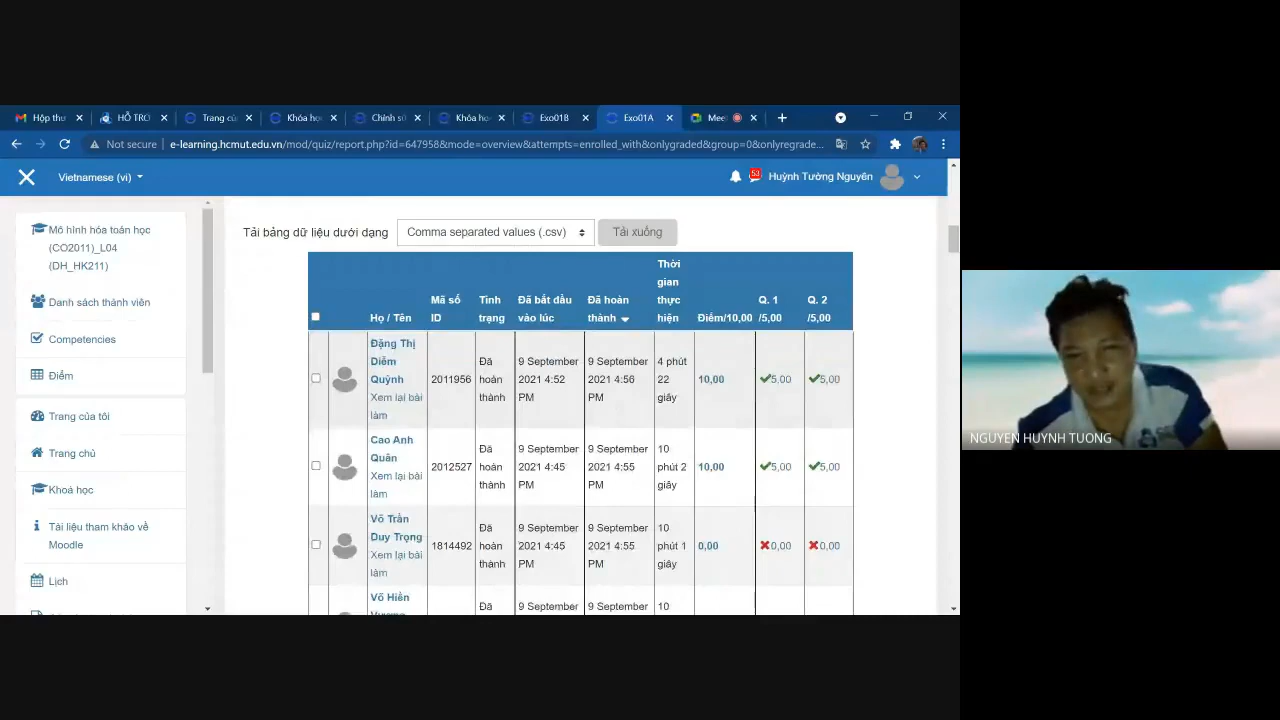 Hộp thư
HỖ TRO
Trang củ
Khóa học
Chính sử
Khóa học
Exo01B
Exo01A
Mee
Not secure
e-learning.hcmut.edu.vn/mod/quiz/report.php?id=647958&mode=overview&attempts=enrolled_with&onlygraded&group=0&onlyregrade...
Vietnamese (vi)
53
Huỳnh Tường Nguyên
Mô hình hóa toán học
(CO2011)_L04
(DH_HK211)
Danh sách thành viên
Competencies
Điểm
Trang của tôi
Trang chủ
Khoá học
Tài liệu tham khảo về
Moodle
Lịch
Tải bảng dữ liệu dưới dạng
Comma separated values (.csv)
Tải xuống
Họ / Tên
Mã số
ID
Tình
trạng
Đã bắt đầu
vào lúc
Đã hoàn
thành
Thời
gian
thực
hiện
Điểm/10,00
Q. 1
/5,00
Q. 2
/5,00
Đặng Thị
Diễm
Quỳnh
Xem lại bài
làm
2011956
Đã
hoàn
thành
9 September
2021 4:52
PM
9 September
2021 4:56
PM
4 phút
22
giây
10,00
5,00
5,00
Cao Anh
Quân
Xem lại bài
làm
2012527
Đã
hoàn
thành
9 September
2021 4:45
PM
9 September
2021 4:55
PM
10
phút 2
giây
10,00
5,00
5,00
Võ Trần
Duy Trọng
Xem lại bài
làm
1814492
Đã
hoàn
thành
9 September
2021 4:45
PM
9 September
2021 4:55
PM
10
phút 1
giây
0,00
0,00
0,00
Võ Hiền
Đã
9 September
9 September
10
NGUYEN HUYNH TUONG